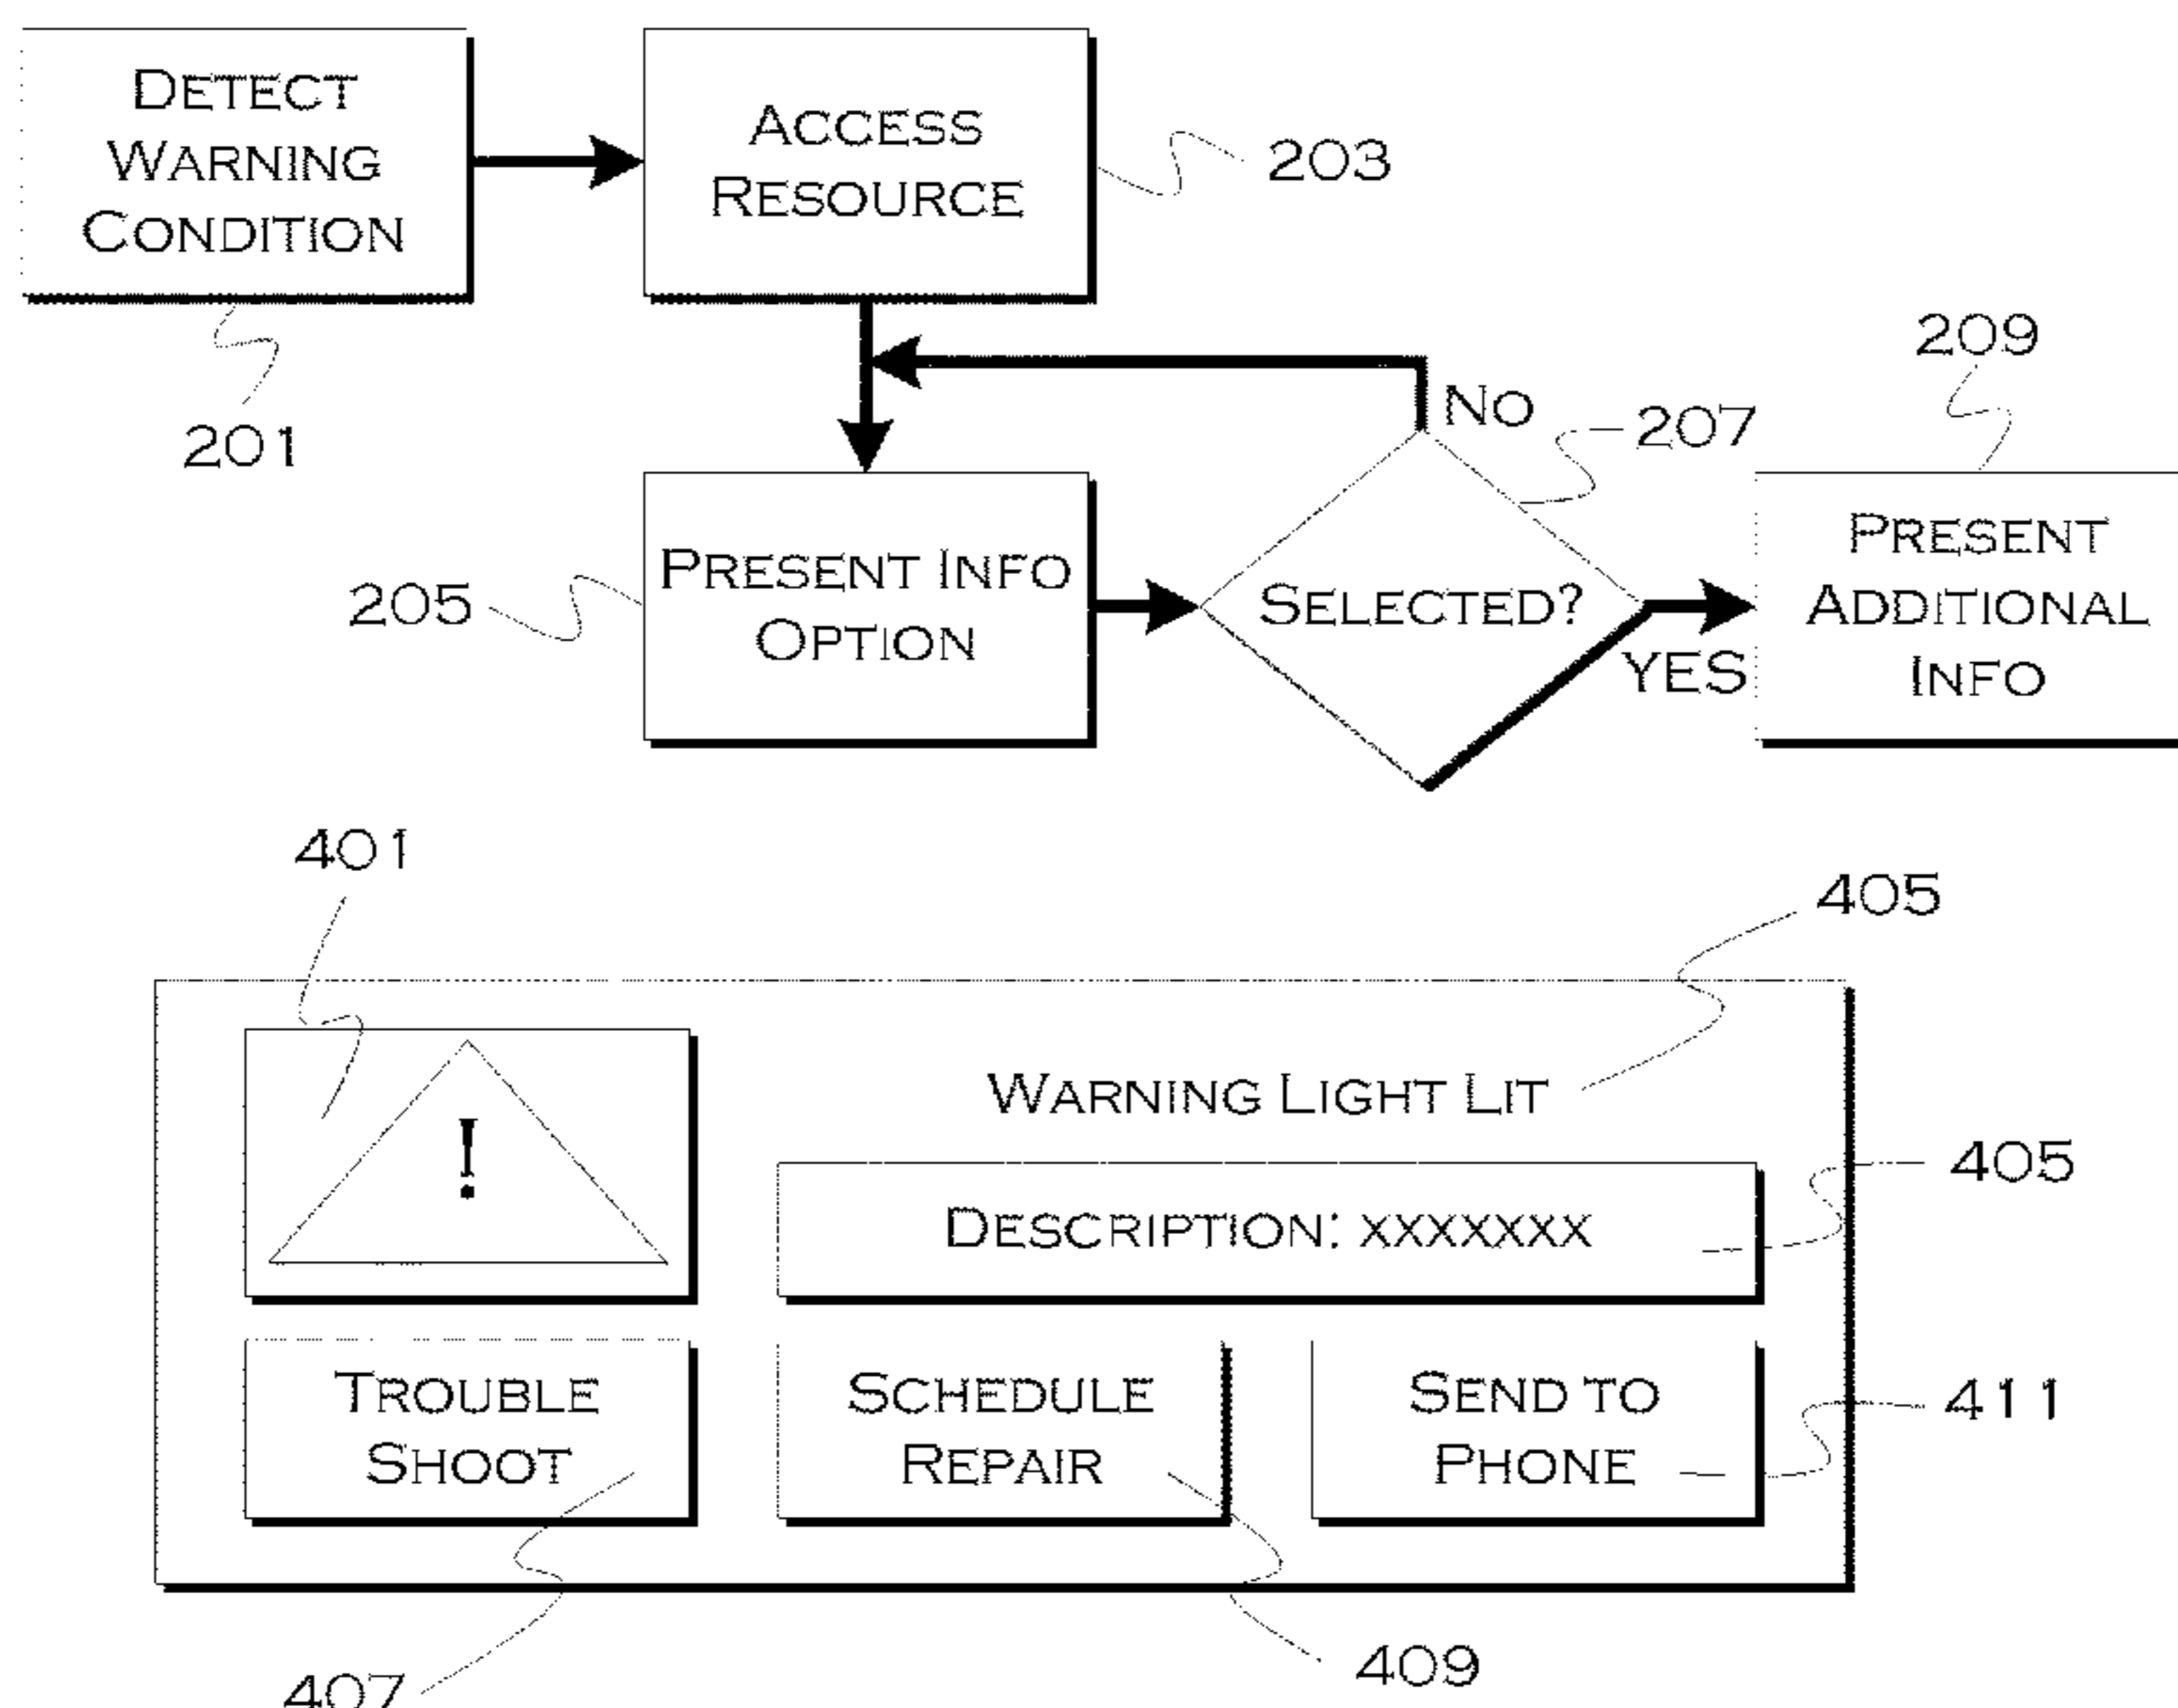 DETECT
WARNING
CONDITION
ACCESS
RESOURCE
203
201
NO
207
209
205
PRESENT INFO
OPTION
SELECTED?
YES
PRESENT
ADDITIONAL
INFO
401
405
!
WARNING LIGHT LIT
405
DESCRIPTION: XXXXXXX
TROUBLE
SHOOT
SCHEDULE
REPAIR
SEND TO
PHONE
411
407
409